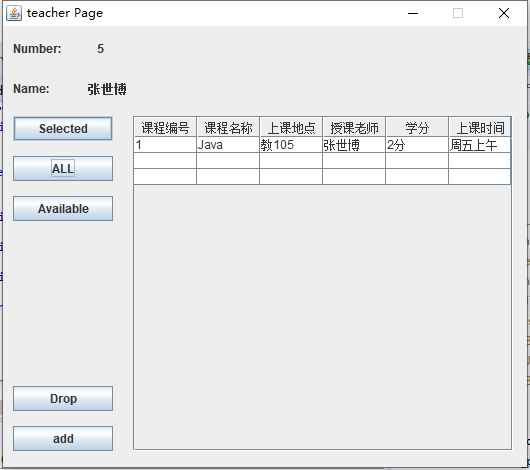 teacher Page
Number: 5
Name: 张世博
Selected
ALL
Available
Drop
add
课程编号 课程名称 上课地点 授课老师 学分 上课时间
1 Java 教105 张世博 2分 周五上午